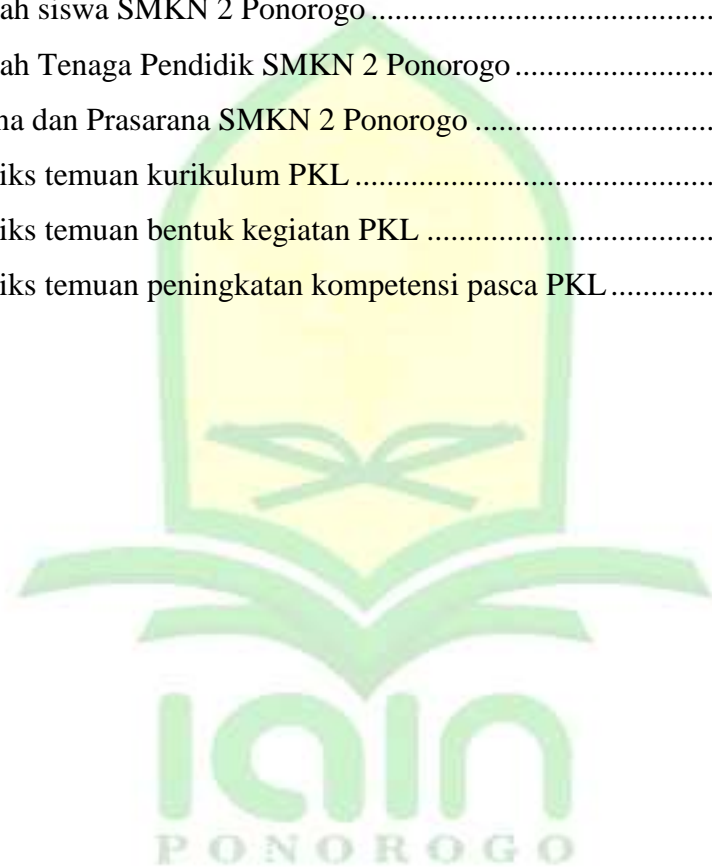 ah siswa SMKN 2 Ponorogo ..........................................
ah Tenaga Pendidik SMKN 2 Ponorogo ........................
na dan Prasarana SMKN 2 Ponorogo .............................
iks temuan kurikulum PKL ............................................
iks temuan bentuk kegiatan PKL ...................................
iks temuan peningkatan kompetensi pasca PKL .............
iain
PONOROGO